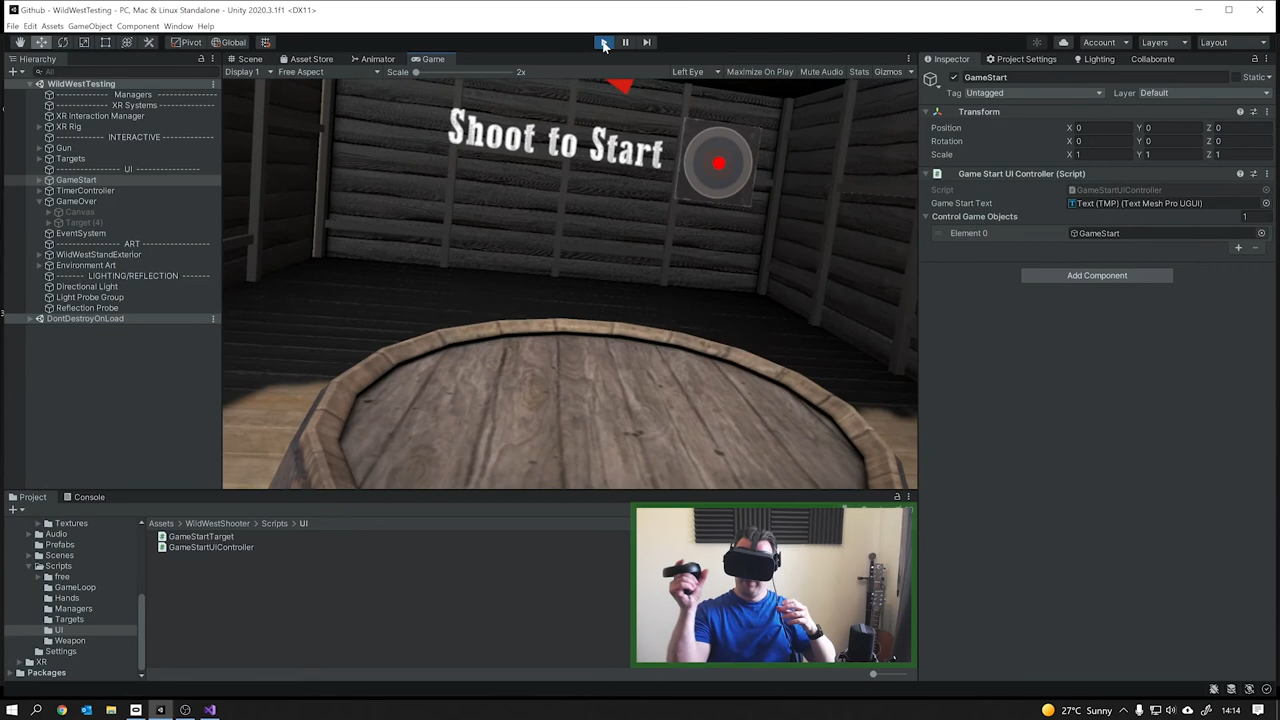 Github - WildWestTesting - PC, Mac & Linux Standalone - Unity 2020.3.1f1 <DX11>
File Edit Assets GameObject Component Window Help
Pivot Global
Account Layers Layout
Hierarchy
All
WildWestTesting
------------ Managers ------------
------------ XR Systems ------------
XR Interaction Manager
XR Rig
------------ INTERACTIVE ------------
Gun
Targets
------------ UI ------------
GameStart
TimerController
GameOver
Canvas
Target (4)
EventSystem
------------ ART ------------
WildWestStandExterior
Environment Art
------- LIGHTING/REFLECTION -------
Directional Light
Light Probe Group
Reflection Probe
DontDestroyOnLoad
Scene Asset Store Animator Game
Display 1 Free Aspect Scale 2x Left Eye Maximize On Play Mute Audio Stats Gizmos
Shoot to Start
Inspector Project Settings Lighting Collaborate
GameStart Static
Tag Untagged Layer Default
Transform
Position X 0 Y 0 Z 0
Rotation X 0 Y 0 Z 0
Scale X 1 Y 1 Z 1
Game Start UI Controller (Script)
Script GameStartUIController
Game Start Text Text (TMP) (Text Mesh Pro UGUI)
Control Game Objects 1
Element 0 GameStart
Add Component
Project Console
Textures
Audio
Prefabs
Scenes
Scripts
free
GameLoop
Hands
Managers
Targets
UI
Weapon
Settings
XR
Packages
Assets > WildWestShooter > Scripts > UI
GameStartTarget
GameStartUIController
27°C Sunny 14:14